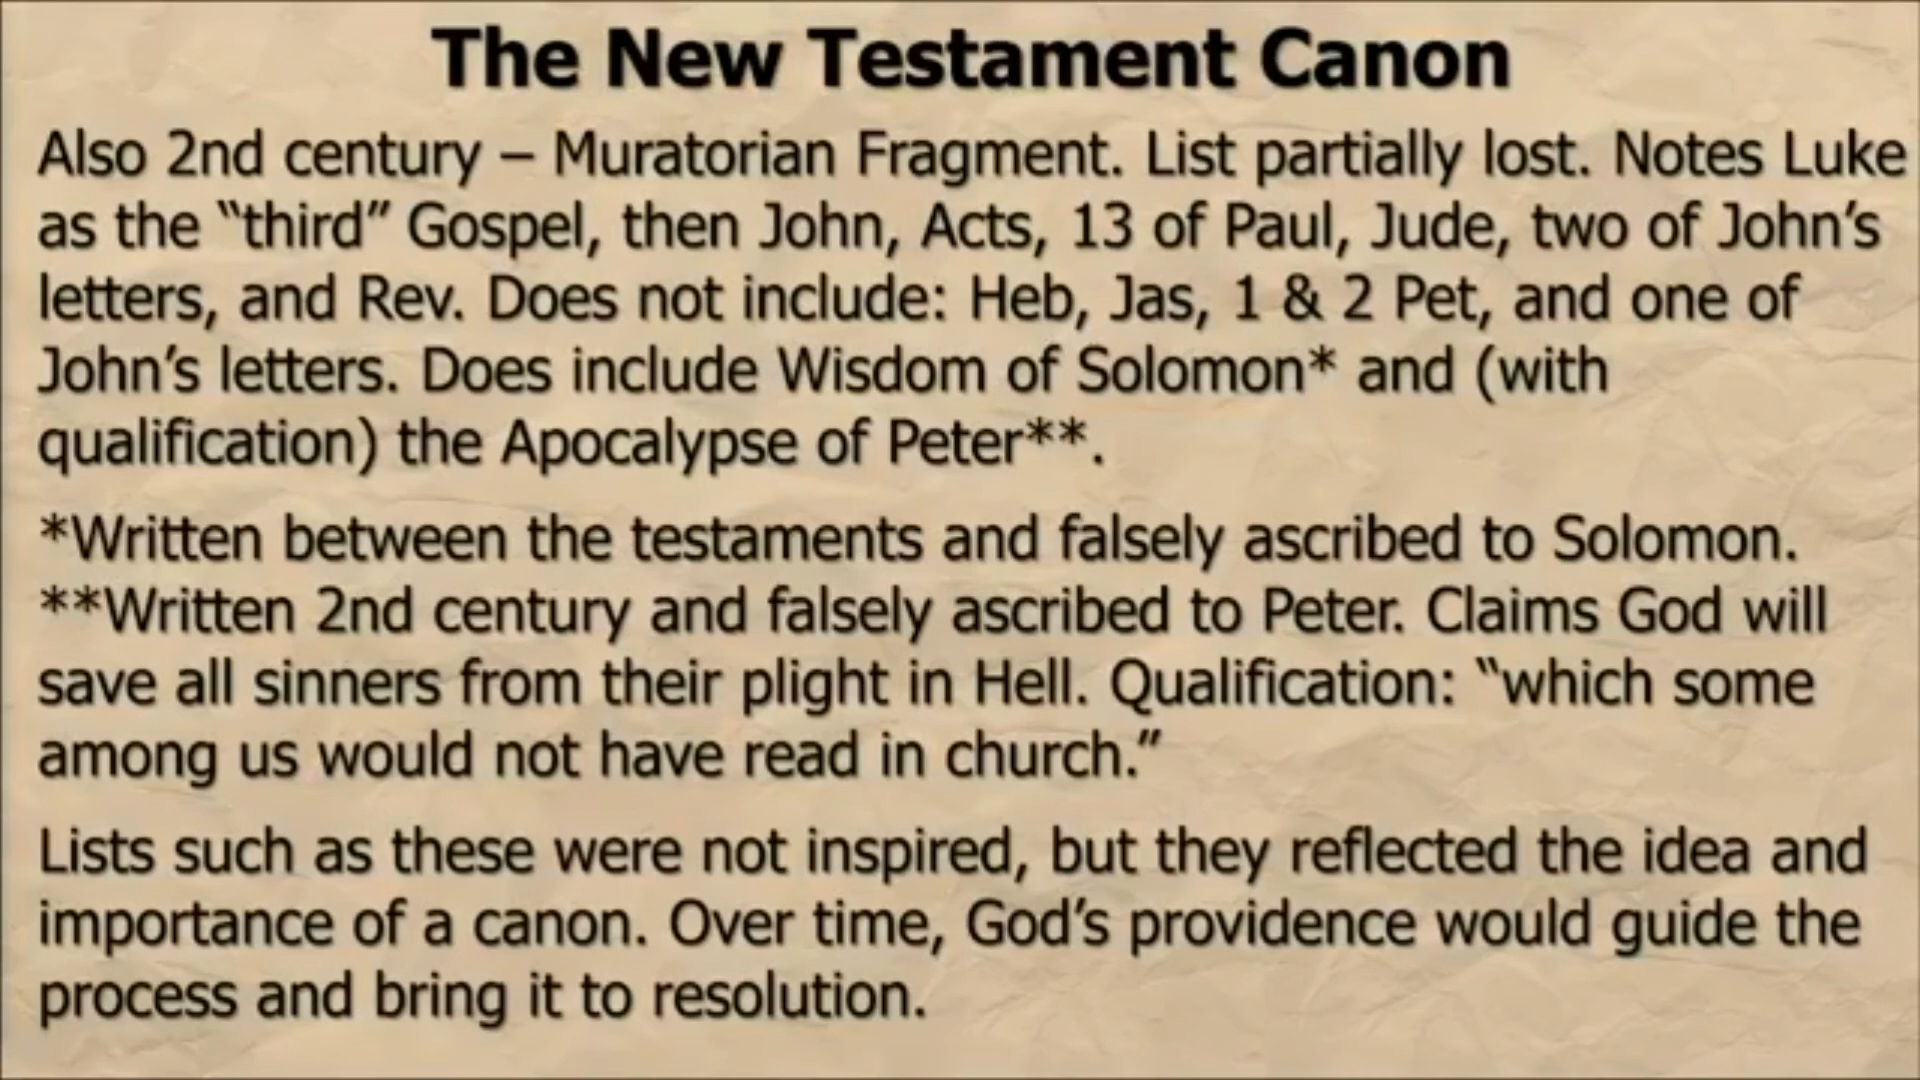 The New Testament Canon
Also 2nd century – Muratorian Fragment. List partially lost. Notes Luke
as the “third” Gospel, then John, Acts, 13 of Paul, Jude, two of John’s
letters, and Rev. Does not include: Heb, Jas, 1 & 2 Pet, and one of
John’s letters. Does include Wisdom of Solomon* and (with
qualification) the Apocalypse of Peter**.
*Written between the testaments and falsely ascribed to Solomon.
**Written 2nd century and falsely ascribed to Peter. Claims God will
save all sinners from their plight in Hell. Qualification: “which some
among us would not have read in church.”
Lists such as these were not inspired, but they reflected the idea and
importance of a canon. Over time, God’s providence would guide the
process and bring it to resolution.